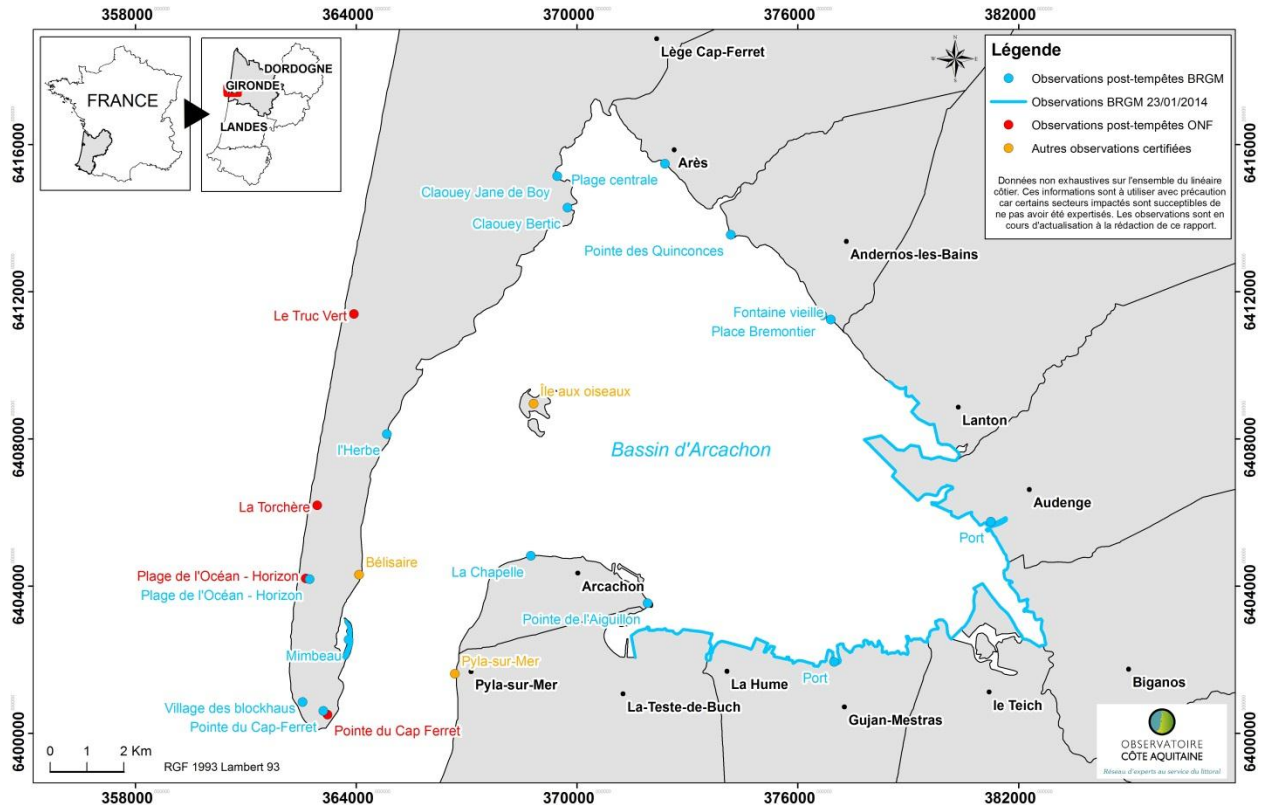 358000
364000
370000
376000
382000
FRANCE
DORDOGNE
GIRONDE
LANDES
Lège Cap-Ferret
Légende
Observations post-tempêtes BRGM
Observations BRGM 23/01/2014
Observations post-tempêtes ONF
Autres observations certifiées
Données non exhaustives sur l'ensemble du linéaire
côtier. Ces informations sont à utiliser avec précaution
car certains secteurs impactés sont succeptibles de
ne pas avoir été expertisés. Les observations sont en
cours d'actualisation à la rédaction de ce rapport.
6416000
6416000
Arès
Claouey Jane de Boy
Plage centrale
Claouey Bertic
Pointe des Quinconces
Andernos-les-Bains
6412000
6412000
Le Truc Vert
Fontaine vieille
Place Bremontier
Île aux oiseaux
Lanton
l'Herbe
Bassin d'Arcachon
6408000
6408000
Audenge
La Torchère
Port
Bélisaire
La Chapelle
Arcachon
Plage de l'Océan - Horizon
Plage de l'Océan - Horizon
6404000
6404000
Pointe de l'Aiguillon
Mimbeau
Pyla-sur-Mer
Pyla-sur-Mer
La Hume
Port
Biganos
La-Teste-de-Buch
Gujan-Mestras
le Teich
Village des blockhaus
Pointe du Cap-Ferret
Pointe du Cap Ferret
6400000
6400000
0 1 2 Km
RGF 1993 Lambert 93
OBSERVATOIRE
CÔTE AQUITAINE
Réseau d'experts au service du littoral
358000
364000
370000
376000
382000